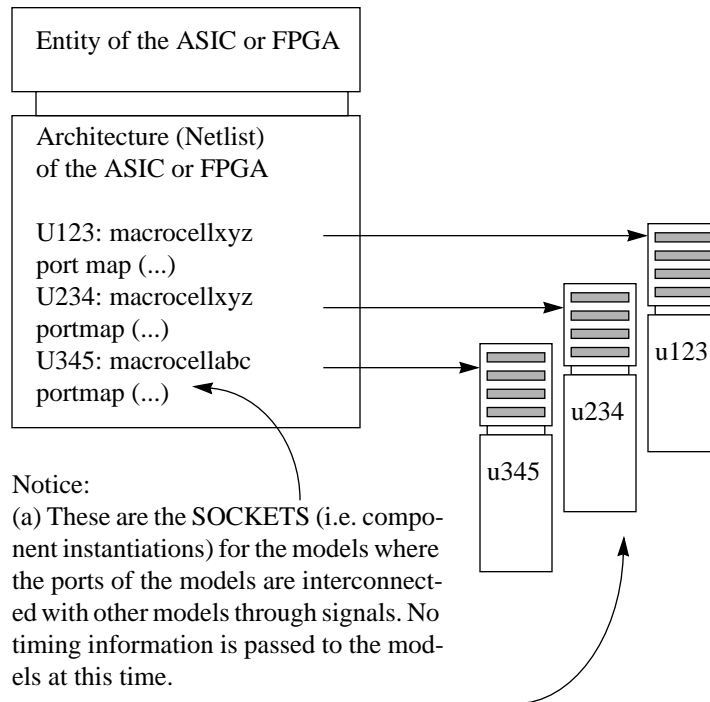 Entity of the ASIC or FPGA
Architecture (Netlist)
of the ASIC or FPGA
U123: macrocellxyz
port map (...)
U234: macrocellxyz
portmap (...)
U345: macrocellabc
portmap (...)
u123
u234
u345
Notice:
(a) These are the SOCKETS (i.e. compo-
nent instantiations) for the models where
the ports of the models are interconnect-
ed with other models through signals. No
timing information is passed to the mod-
els at this time.